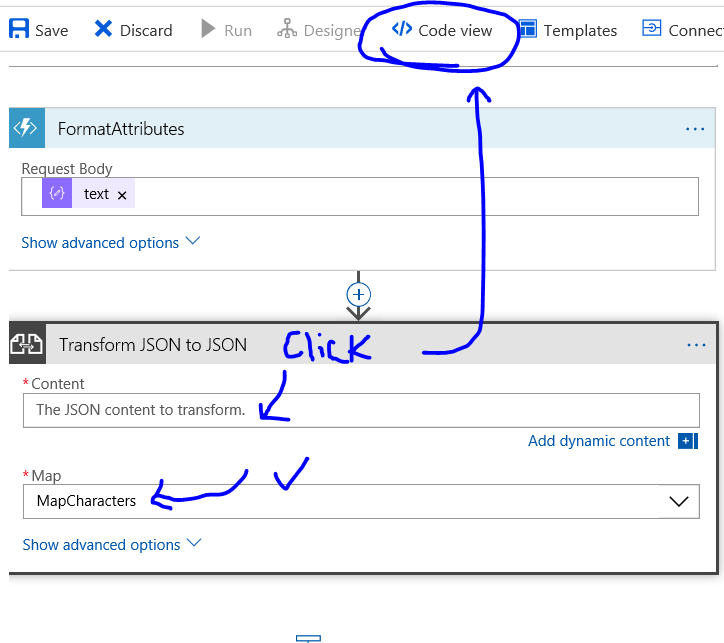 Save Discard Run Designe Code view Templates Connect
FormatAttributes ...
Request Body
text ×
Show advanced options
Transform JSON to JSON Click ...
*Content
The JSON content to transform.
Add dynamic content
*Map
MapCharacters
Show advanced options